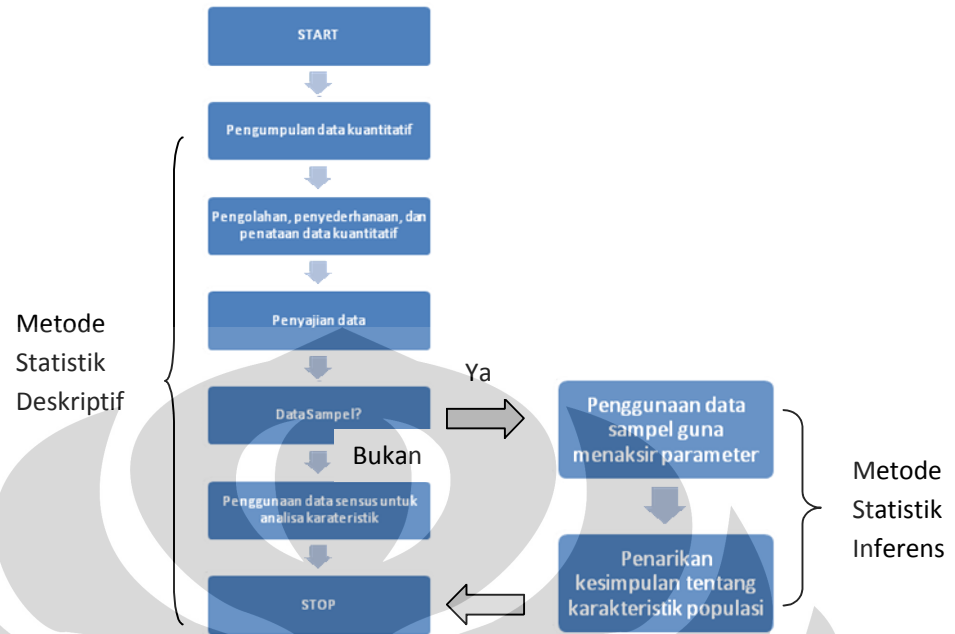 START
Pengumpulan data kuantitatif
Pengolahan, penyederhanaan, dan
penataan data kuantitatif
Penyajian data
Data Sampel?
Ya
Bukan
Penggunaan data sensus untuk
analisa karateristik
STOP
Metode
Statistik
Deskriptif
Penggunaan data
sampel guna
menaksir parameter
Penarikan
kesimpulan tentang
karakteristik populasi
Metode
Statistik
Inferens